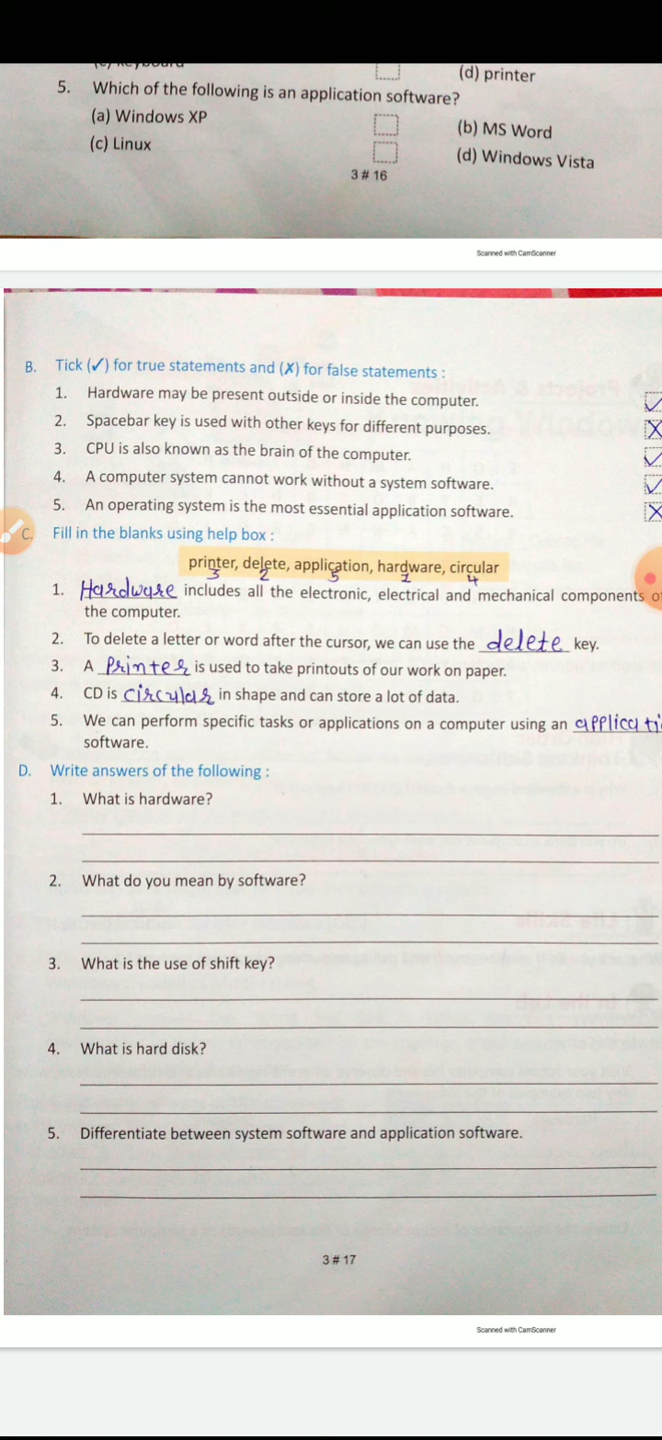 (c) keyboard (d) printer
5. Which of the following is an application software?
(a) Windows XP (b) MS Word
(c) Linux (d) Windows Vista
3 # 16
Scanned with CamScanner
B. Tick (✓) for true statements and (✗) for false statements :
1. Hardware may be present outside or inside the computer. ✓
2. Spacebar key is used with other keys for different purposes. ✗
3. CPU is also known as the brain of the computer. ✓
4. A computer system cannot work without a system software. ✓
5. An operating system is the most essential application software. ✗
C. Fill in the blanks using help box :
printer, delete, application, hardware, circular
3 2 5 1 4
1. Hardware includes all the electronic, electrical and mechanical components of
the computer.
2. To delete a letter or word after the cursor, we can use the delete key.
3. A Printer is used to take printouts of our work on paper.
4. CD is circular in shape and can store a lot of data.
5. We can perform specific tasks or applications on a computer using an applicati
software.
D. Write answers of the following :
1. What is hardware?
2. What do you mean by software?
3. What is the use of shift key?
4. What is hard disk?
5. Differentiate between system software and application software.
3 # 17
Scanned with CamScanner